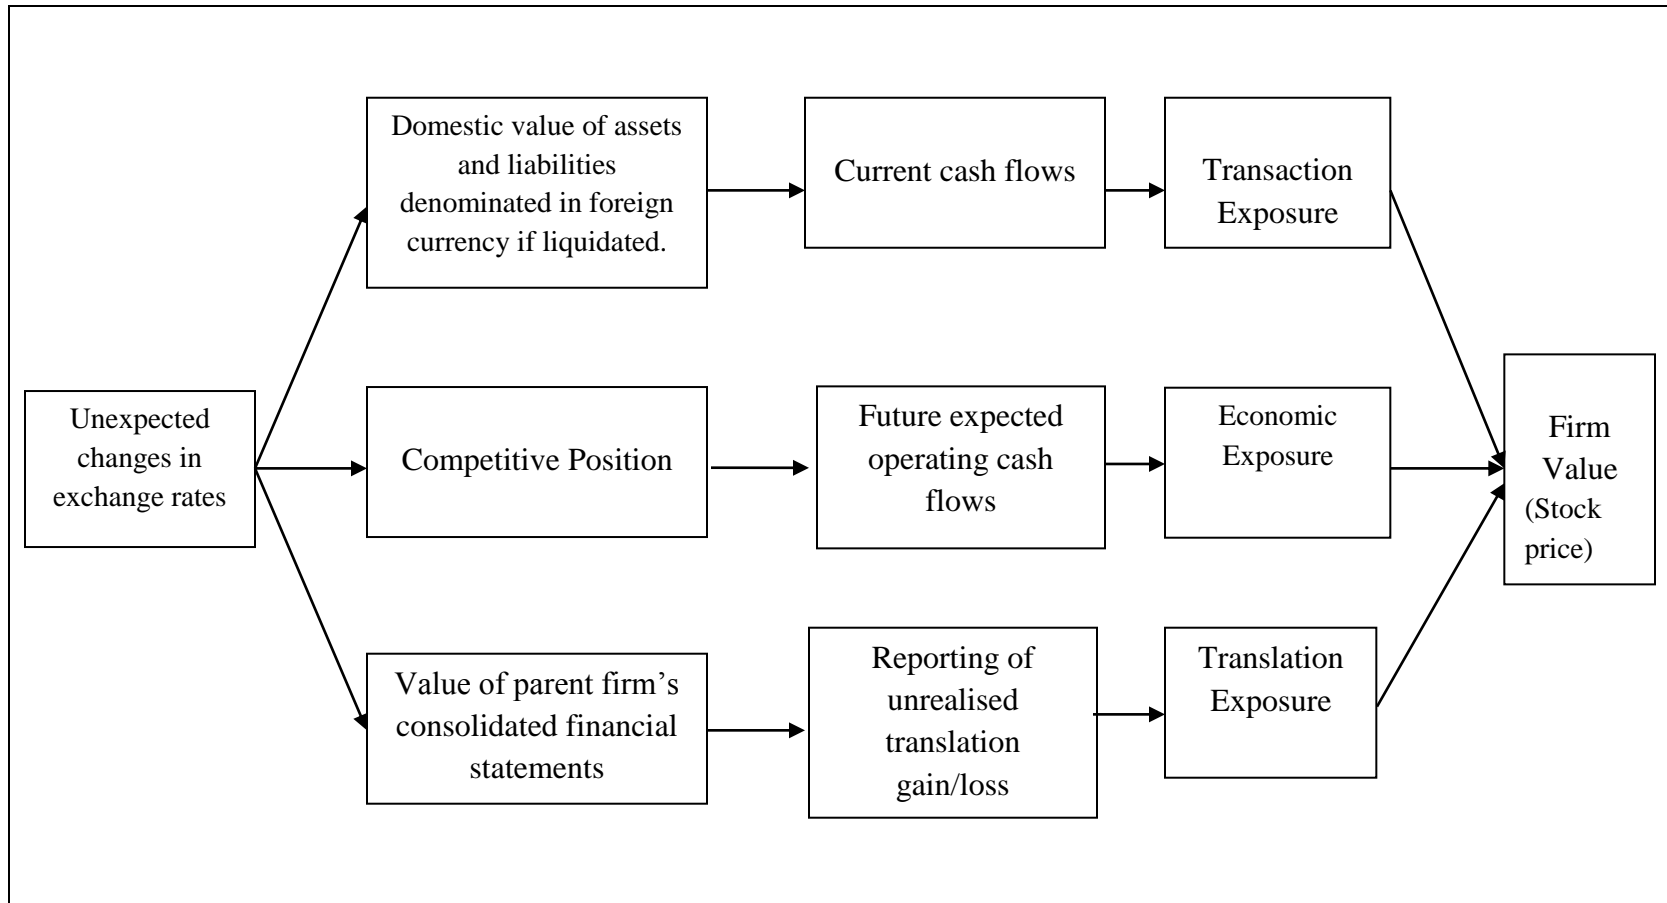 Domestic value of assets
and liabilities
denominated in foreign
currency if liquidated.
Current cash flows
Transaction
Exposure
Unexpected
changes in
exchange rates
Competitive Position
Future expected
operating cash
flows
Economic
Exposure
Firm
Value
(Stock
price)
Value of parent firm’s
consolidated financial
statements
Reporting of
unrealised
translation
gain/loss
Translation
Exposure